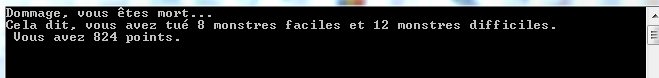 Dommage, vous êtes mort...
Cela dit, vous avez tué 8 monstres faciles et 12 monstres difficiles.
Vous avez 824 points.